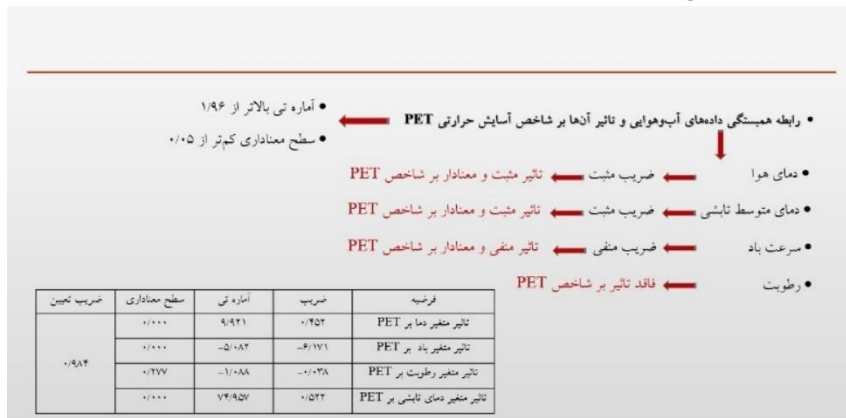 • رابطه همبستگی داده‌های آب‌وهوایی و تاثیر آن‌ها بر شاخص آسایش حرارتی PET
• آماره تی بالاتر از ۱/۹۶
• سطح معناداری کم‌تر از ۰/۰۵
• دمای هوا ضریب مثبت تاثیر مثبت و معنادار بر شاخص PET
• دمای متوسط تابشی ضریب مثبت تاثیر مثبت و معنادار بر شاخص PET
• سرعت باد ضریب منفی تاثیر منفی و معنادار بر شاخص PET
• رطوبت فاقد تاثیر بر شاخص PET
فرضیه ضریب آماره تی سطح معناداری ضریب تعیین
تاثیر متغیر دما بر PET ۰/۴۵۲ ۹/۹۲۱ ۰/۰۰۰
تاثیر متغیر باد بر PET -۶/۱۷۱ -۵/۰۸۲ ۰/۰۰۰
۰/۹۸۴
تاثیر متغیر رطوبت بر PET -۰/۰۳۸ -۱/۰۸۸ ۰/۲۷۷
تاثیر متغیر دمای تابشی بر PET ۰/۵۲۲ ۷۴/۹۵۷ ۰/۰۰۰